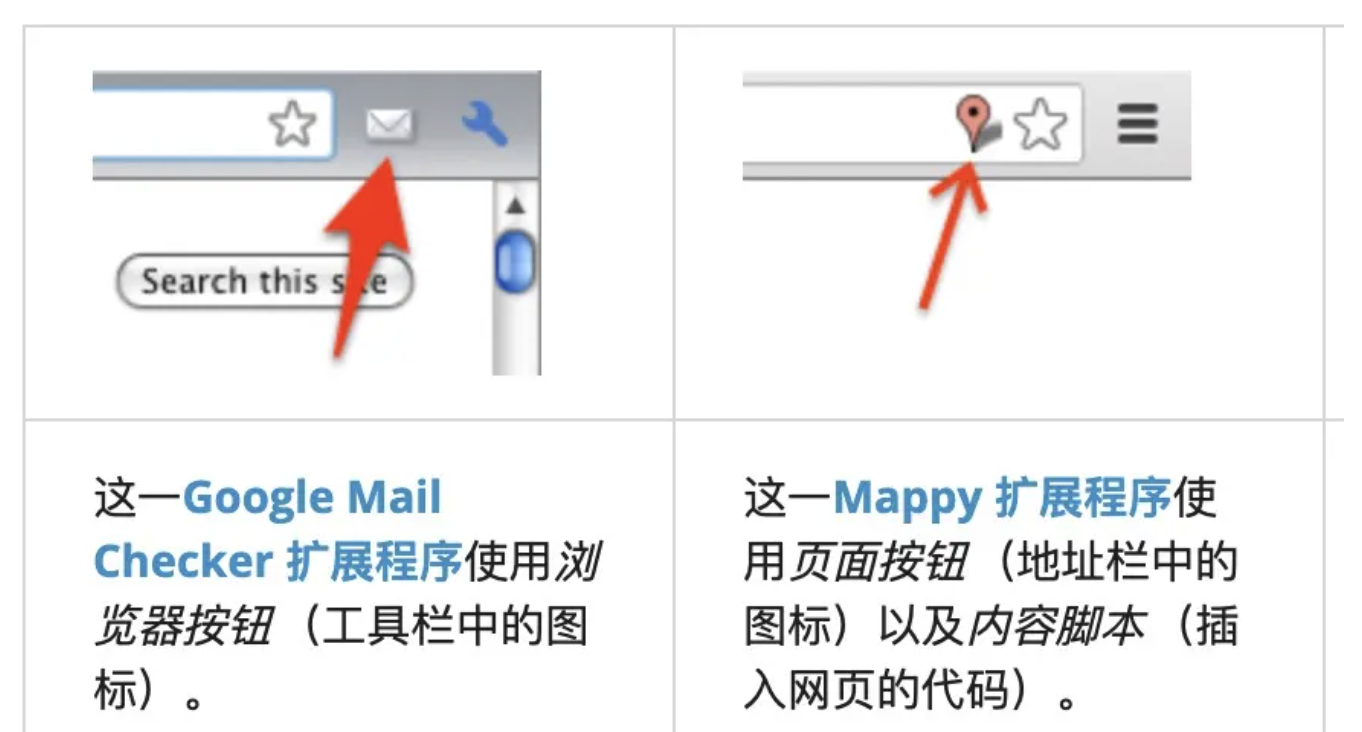 Search this site
这一Google Mail
Checker 扩展程序使用浏
览器按钮（工具栏中的图
标）。
这一Mappy 扩展程序使
用页面按钮（地址栏中的
图标）以及内容脚本（插
入网页的代码）。